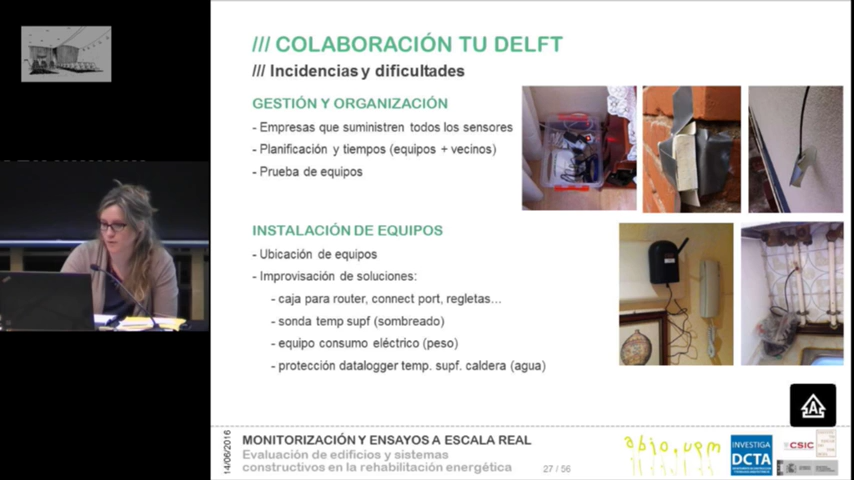 /// COLABORACIÓN TU DELFT
/// Incidencias y dificultades
GESTIÓN Y ORGANIZACIÓN
- Empresas que suministren todos los sensores
- Planificación y tiempos (equipos + vecinos)
- Prueba de equipos
INSTALACIÓN DE EQUIPOS
- Ubicación de equipos
- Improvisación de soluciones:
- caja para router, connect port, regletas...
- sonda temp supf (sombreado)
- equipo consumo eléctrico (peso)
- protección datalogger temp. supf. caldera (agua)
14/06/2016
MONITORIZACIÓN Y ENSAYOS A ESCALA REAL
Evaluación de edificios y sistemas
constructivos en la rehabilitación energética
27 / 56
abio.upm
INVESTIGA
DCTA
CSIC